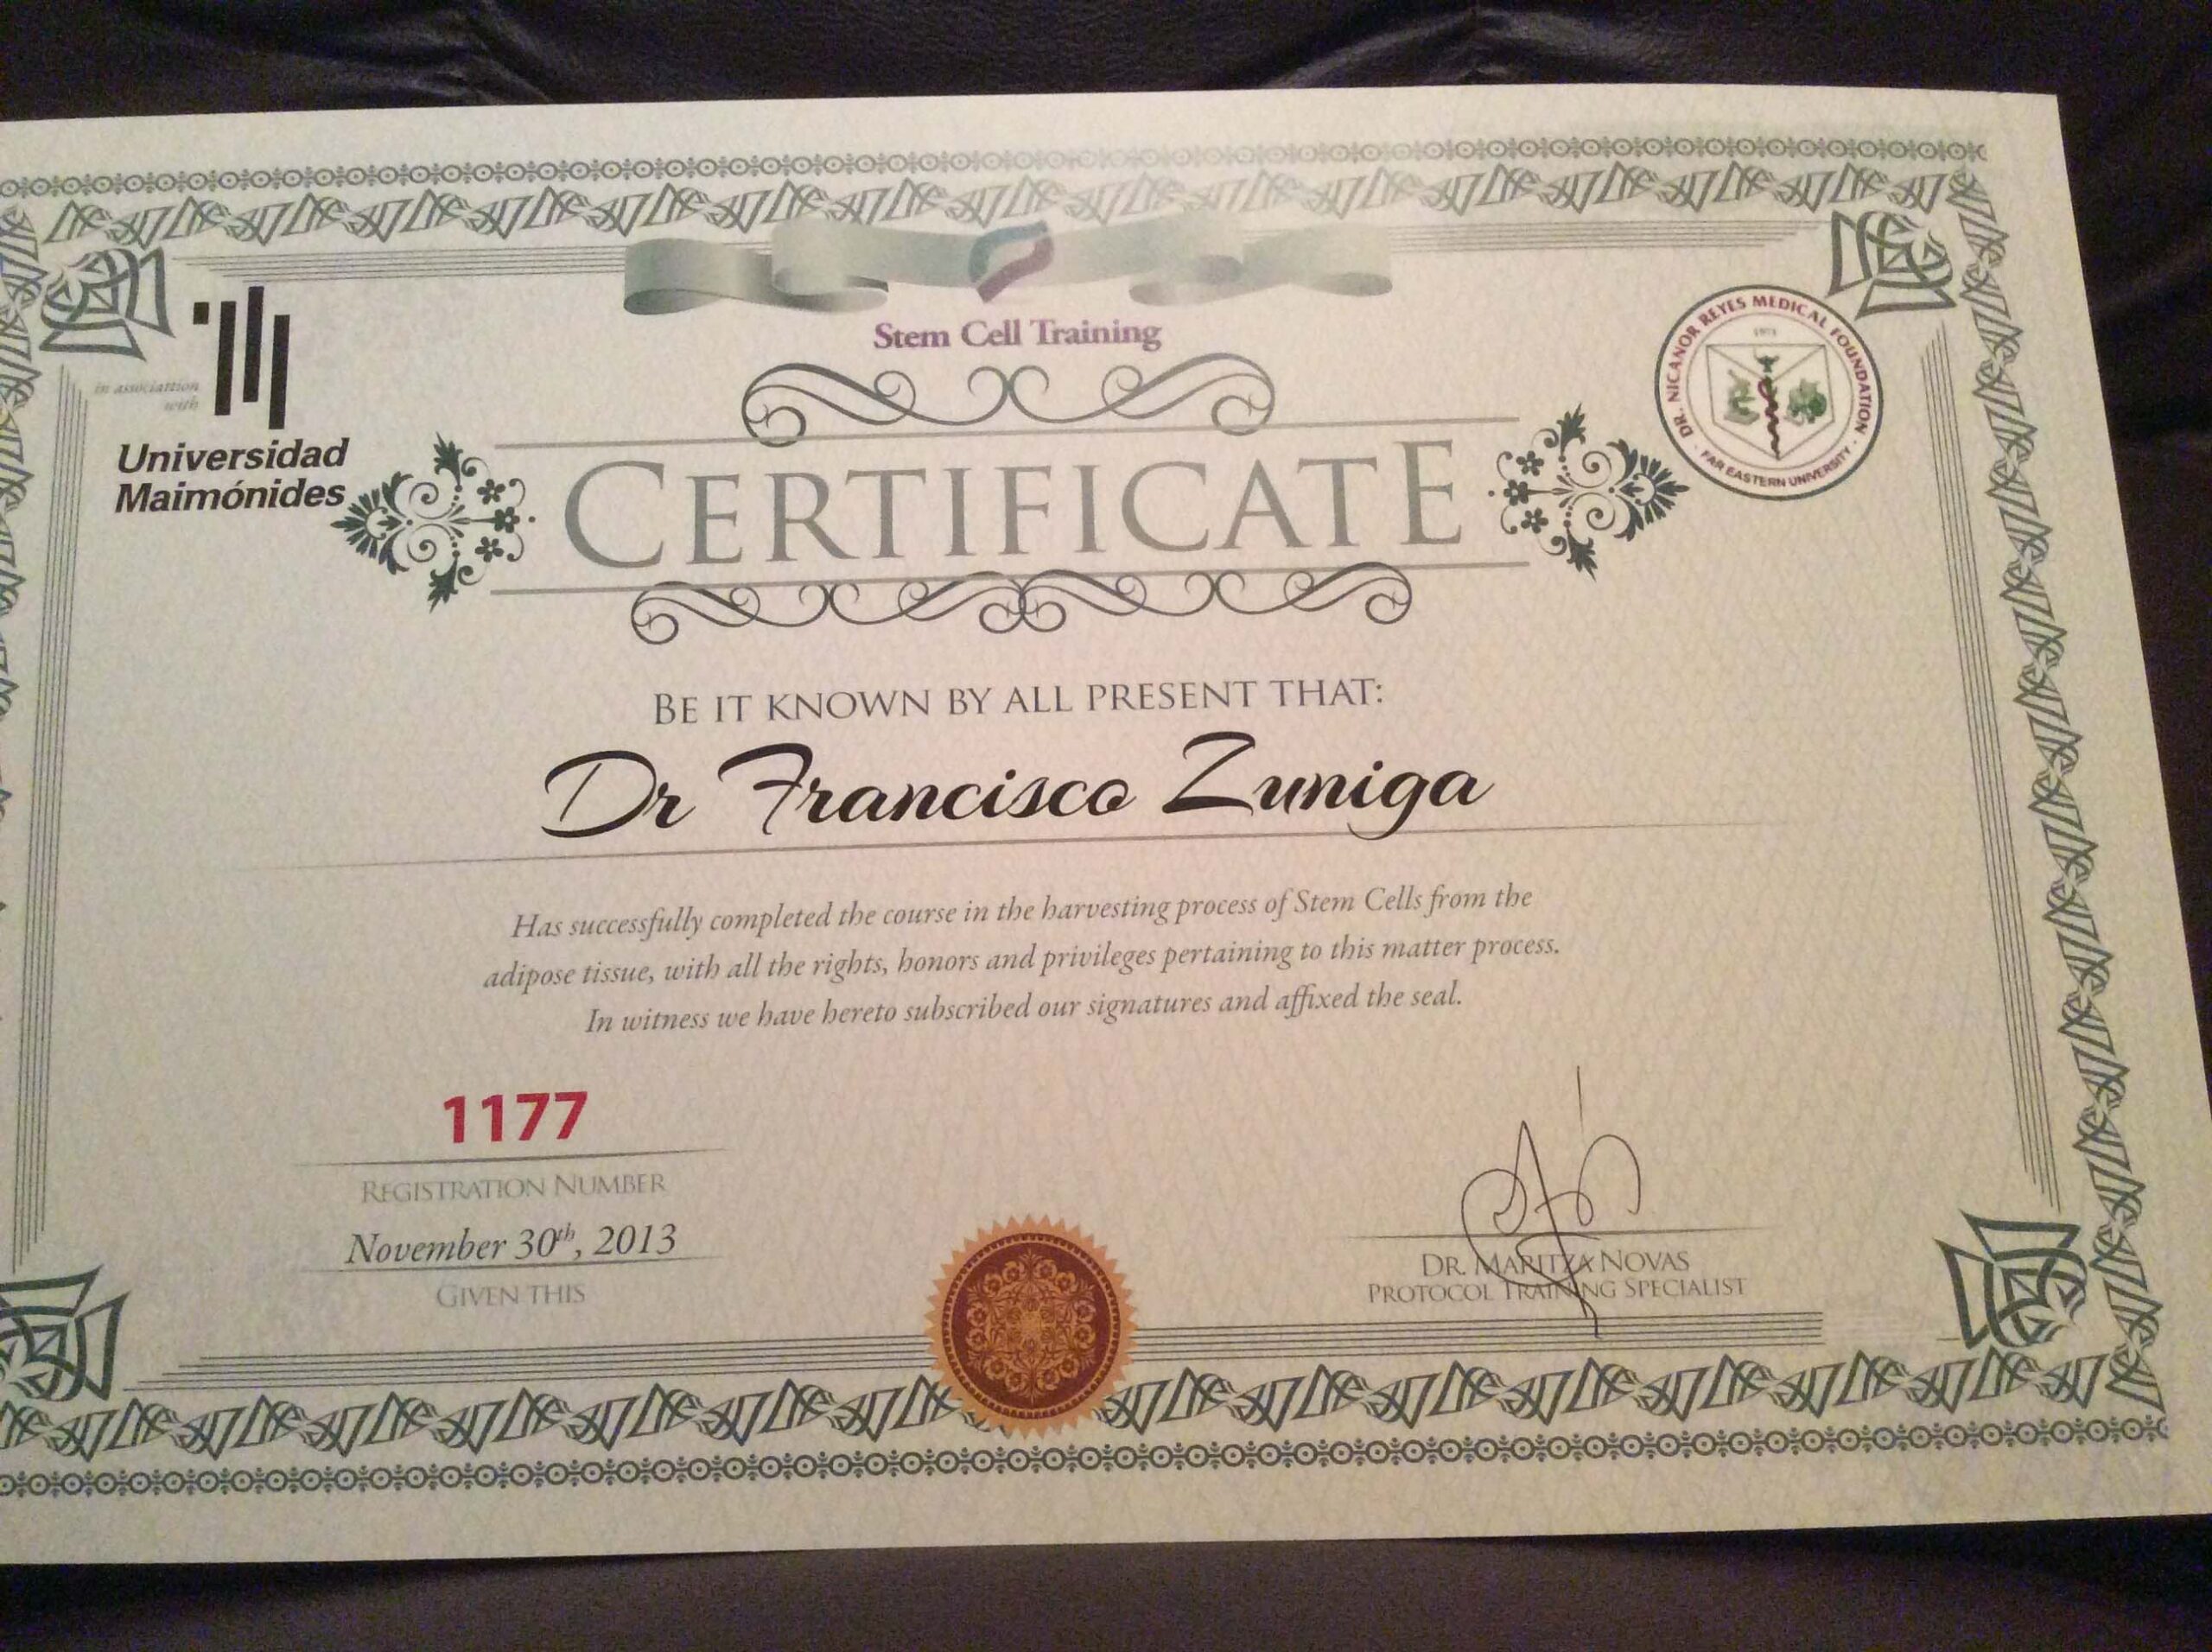 Stem Cell Training
in associattion
with
Universidad
Maimónides
DR. NICANOR REYES MEDICAL FOUNDATION
1971
· FAR EASTERN UNIVERSITY ·
CERTIFICATE
BE IT KNOWN BY ALL PRESENT THAT:
Dr Francisco Zuniga
Has successfully completed the course in the harvesting process of Stem Cells from the
adipose tissue, with all the rights, honors and privileges pertaining to this matter process.
In witness we have hereto subscribed our signatures and affixed the seal.
1177
REGISTRATION NUMBER
November 30th, 2013
GIVEN THIS
DR. MARITZA NOVAS
PROTOCOL TRAINING SPECIALIST